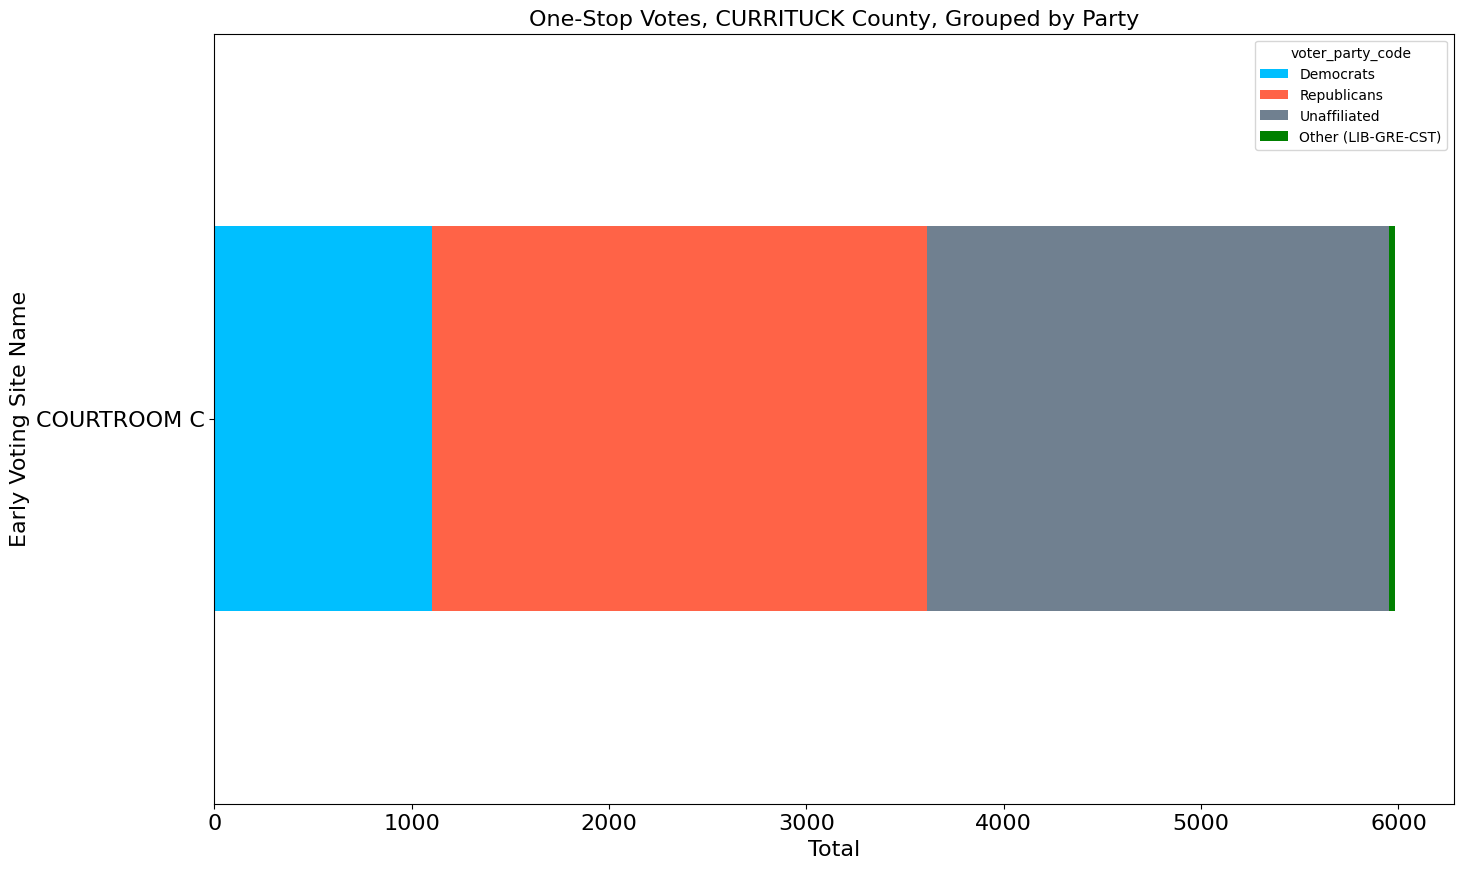 One-Stop Votes, CURRITUCK County, Grouped by Party
voter_party_code
Democrats
Republicans
Unaffiliated
Other (LIB-GRE-CST)
Early Voting Site Name
COURTROOM C
0 1000 2000 3000 4000 5000 6000
Total